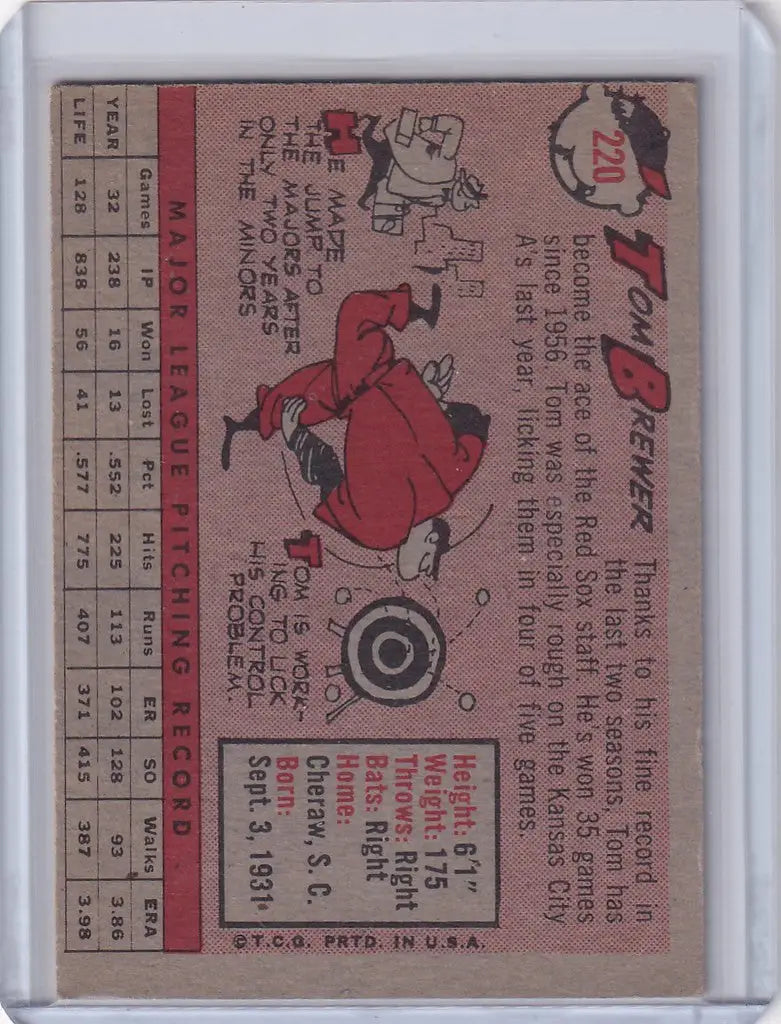 220
TOM BREWER
Thanks to his fine record in
the last two seasons, Tom has
become the ace of the Red Sox staff. He's won 35 games
since 1956. Tom was especially rough on the Kansas City
A's last year, licking them in four of five games.
HE MADE
THE JUMP TO
THE MAJORS AFTER
ONLY TWO YEARS
IN THE MINORS
TOM IS WORK-
ING TO LICK
HIS CONTROL
PROBLEM.
Height: 6'1"
Weight: 175
Throws: Right
Bats: Right
Home:
Cheraw, S. C.
Born:
Sept. 3, 1931
©T.C.G. PRTD. IN U.S.A.
MAJOR LEAGUE PITCHING RECORD
Games IP Won Lost Pct Hits Runs ER SO Walks ERA
YEAR 32 238 16 13 .552 225 113 102 128 93 3.86
LIFE 128 838 56 41 .577 775 407 371 415 387 3.98